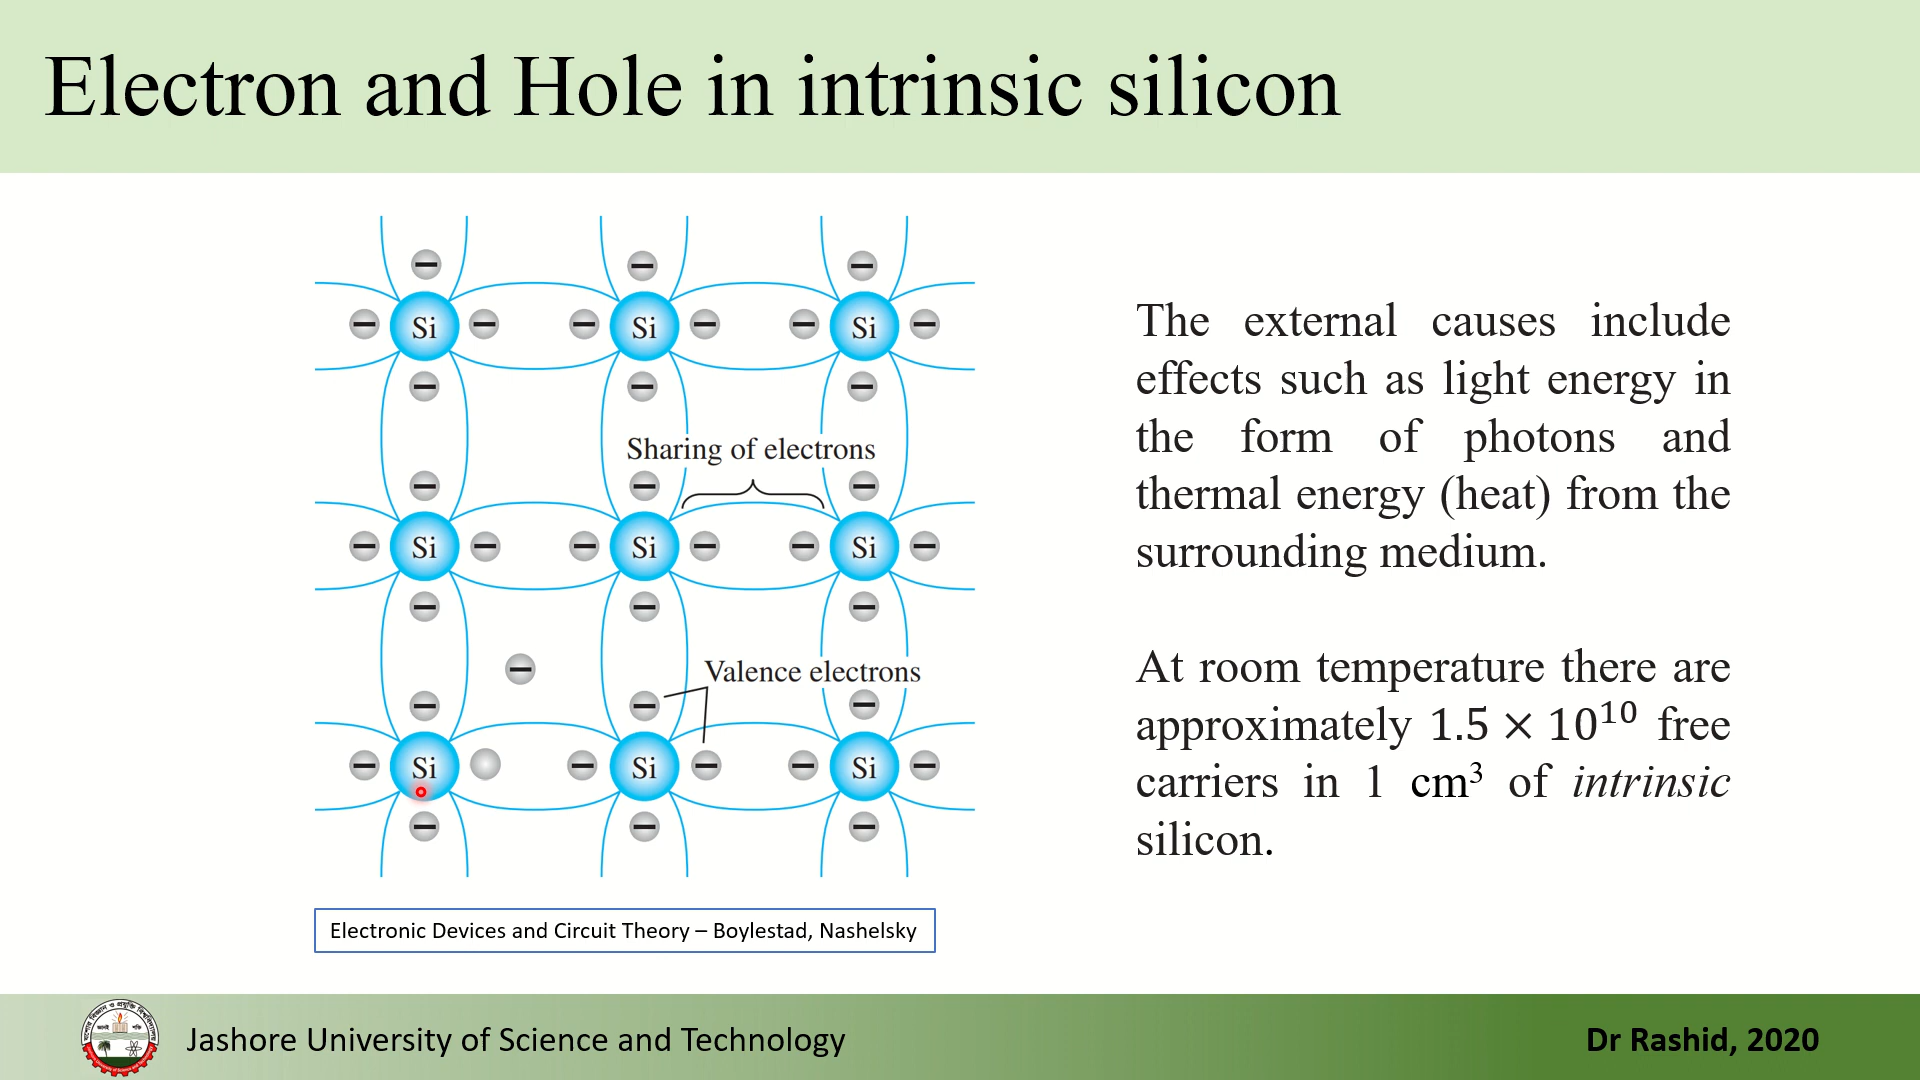 Electron and Hole in intrinsic silicon
Si Si Si
Sharing of electrons
Si Si Si
Valence electrons
Si Si Si
Electronic Devices and Circuit Theory – Boylestad, Nashelsky
The external causes include
effects such as light energy in
the form of photons and
thermal energy (heat) from the
surrounding medium.
At room temperature there are
approximately 1.5 × 10¹⁰ free
carriers in 1 cm³ of intrinsic
silicon.
Jashore University of Science and Technology
Dr Rashid, 2020